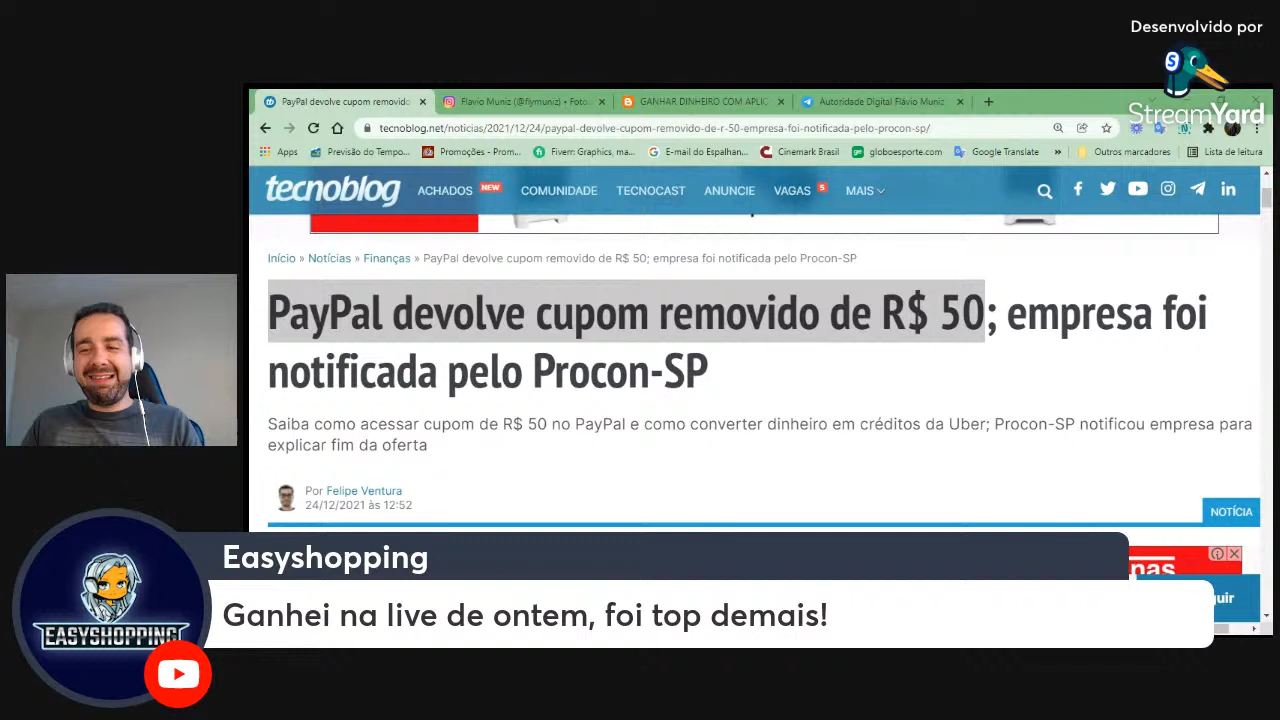 Desenvolvido por
StreamYard
PayPal devolve cupom removido
Flavio Muniz (@flymuniz) • Foto
GANHAR DINHEIRO COM APLIC
Autoridade Digital Flávio Muniz
tecnoblog.net/noticias/2021/12/24/paypal-devolve-cupom-removido-de-r-50-empresa-foi-notificada-pelo-procon-sp/
Apps Previsão do Tempo... Promoções - Prom... Fiverr: Graphics, ma... E-mail do Espalhan... Cinemark Brasil globoesporte.com Google Translate » Outros marcadores Lista de leitura
tecnoblog ACHADOS NEW COMUNIDADE TECNOCAST ANUNCIE VAGAS 5 MAIS
Início » Notícias » Finanças » PayPal devolve cupom removido de R$ 50; empresa foi notificada pelo Procon-SP
PayPal devolve cupom removido de R$ 50; empresa foi
notificada pelo Procon-SP
Saiba como acessar cupom de R$ 50 no PayPal e como converter dinheiro em créditos da Uber; Procon-SP notificou empresa para
explicar fim da oferta
Por Felipe Ventura
24/12/2021 às 12:52
NOTÍCIA
Easyshopping
Ganhei na live de ontem, foi top demais!
EASYSHOPPING